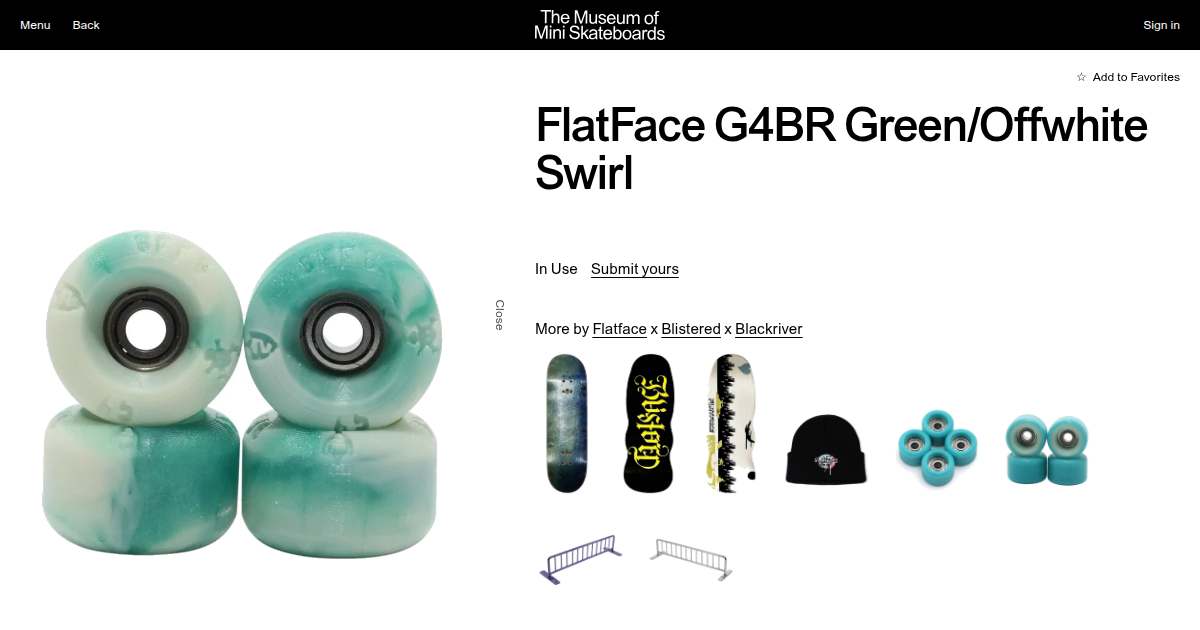 Menu
Back
The Museum of
Mini Skateboards
Sign in
☆ Add to Favorites
FlatFace G4BR Green/Offwhite
Swirl
In Use
Submit yours
Close
More by Flatface x Blistered x Blackriver